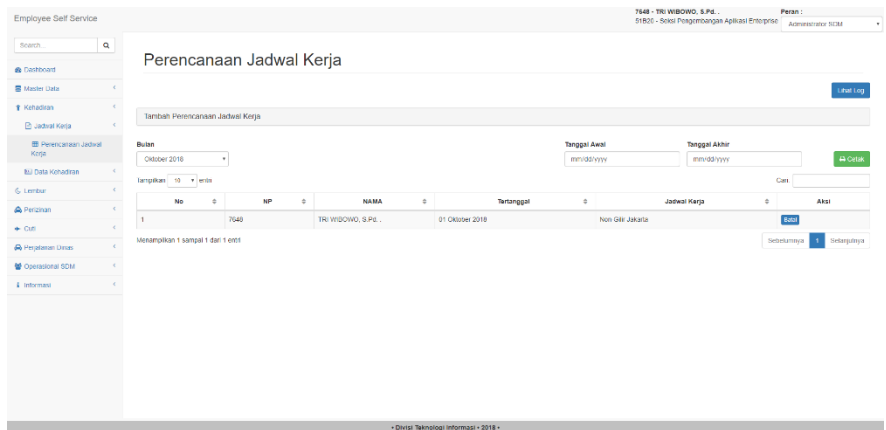 Employee Self Service
7648 - TRI WIBOWO, S.Pd. .
51B20 - Seksi Pengembangan Aplikasi Enterprise
Peran :
Administrator SDM
Search...
Dashboard
Master Data
Kehadiran
Jadwal Kerja
Perencanaan Jadwal
Kerja
Data Kehadiran
Lembur
Perizinan
Cuti
Perjalanan Dinas
Operasional SDM
Informasi
Perencanaan Jadwal Kerja
Lihat Log
Tambah Perencanaan Jadwal Kerja
Bulan
Oktober 2018
Tanggal Awal
mm/dd/yyyy
Tanggal Akhir
mm/dd/yyyy
Cetak
Tampilkan 10 entri
Cari
No NP NAMA Tertanggal Jadwal Kerja Aksi
1 7648 TRI WIBOWO, S.Pd. . 01 Oktober 2018 Non Gilir Jakarta Batal
Menampilkan 1 sampai 1 dari 1 entri
Sebelumnya 1 Selanjutnya
• Divisi Teknologi Informasi • 2018 •